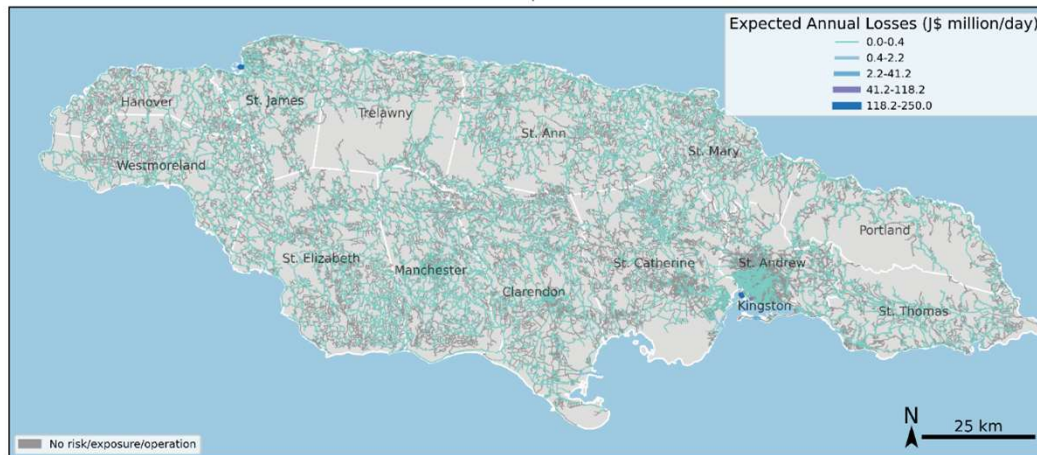 Expected Annual Losses (J$ million/day)
0.0-0.4
0.4-2.2
2.2-41.2
41.2-118.2
118.2-250.0
Hanover
St. James
Trelawny
St. Ann
St. Mary
Westmoreland
Portland
St. Elizabeth
Manchester
St. Catherine
St. Andrew
Clarendon
Kingston
St. Thomas
N
25 km
No risk/exposure/operation